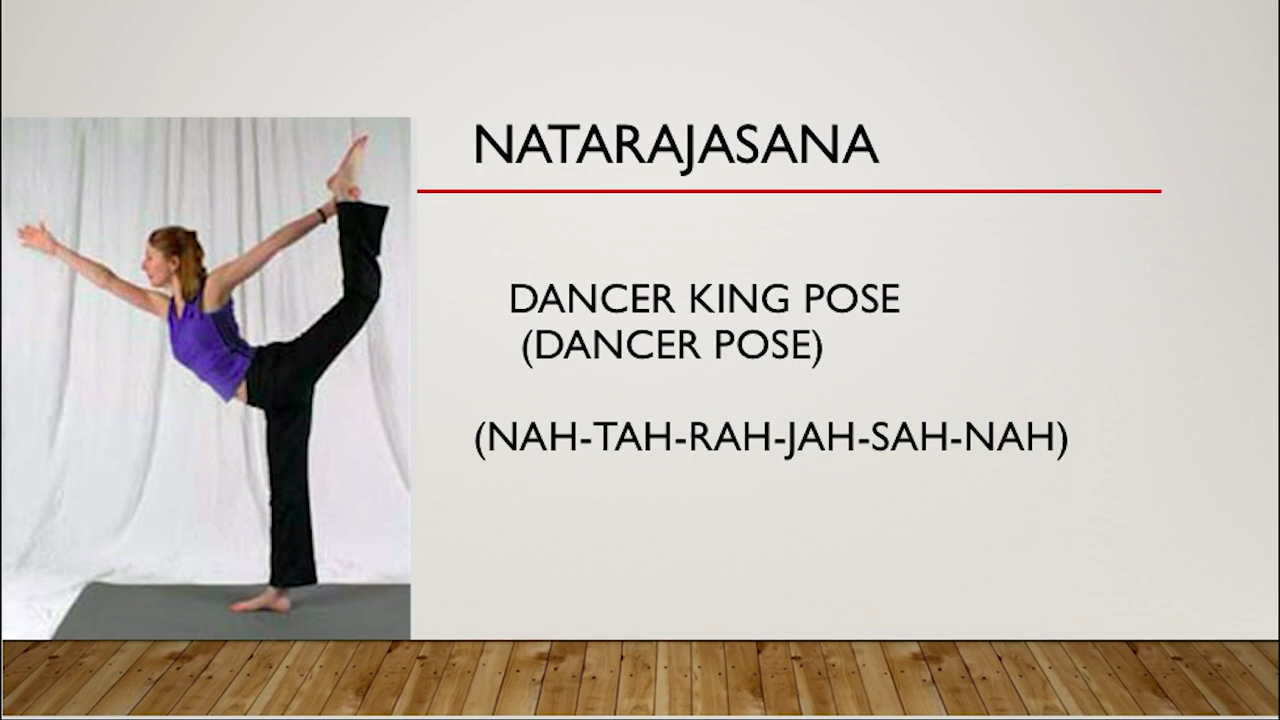 NATARAJASANA
DANCER KING POSE
(DANCER POSE)
(NAH-TAH-RAH-JAH-SAH-NAH)